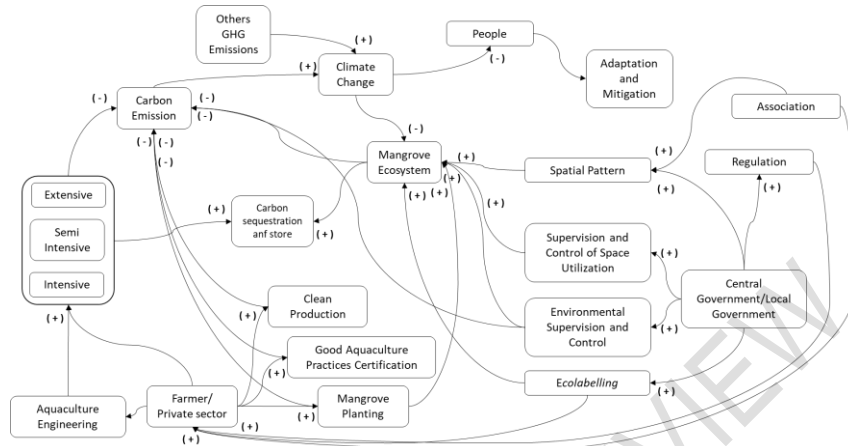 Others
GHG
Emissions
( + )
People
( + )
Climate
Change
( - )
Adaptation
and
Mitigation
( - )
Carbon
Emission
( - )
( - )
Association
( - )
( - )
( - )
( - )
Mangrove
Ecosystem
( + )
( + )
( + )
Spatial Pattern
( + )
( + )
Regulation
( + )
Extensive
Semi
Intensive
Intensive
( + )
Carbon
sequestration
anf store
( + )
( + )
( + )
Supervision and
Control of Space
Utilization
( + )
Central
Government/Local
Government
Clean
Production
( + )
Environmental
Supervision and
Control
( + )
( + )
Good Aquaculture
Practices Certification
( + )
Ecolabelling
( + )
Aquaculture
Engineering
( + )
Farmer/
Private sector
( + )
( + )
( + )
Mangrove
Planting
VIEW